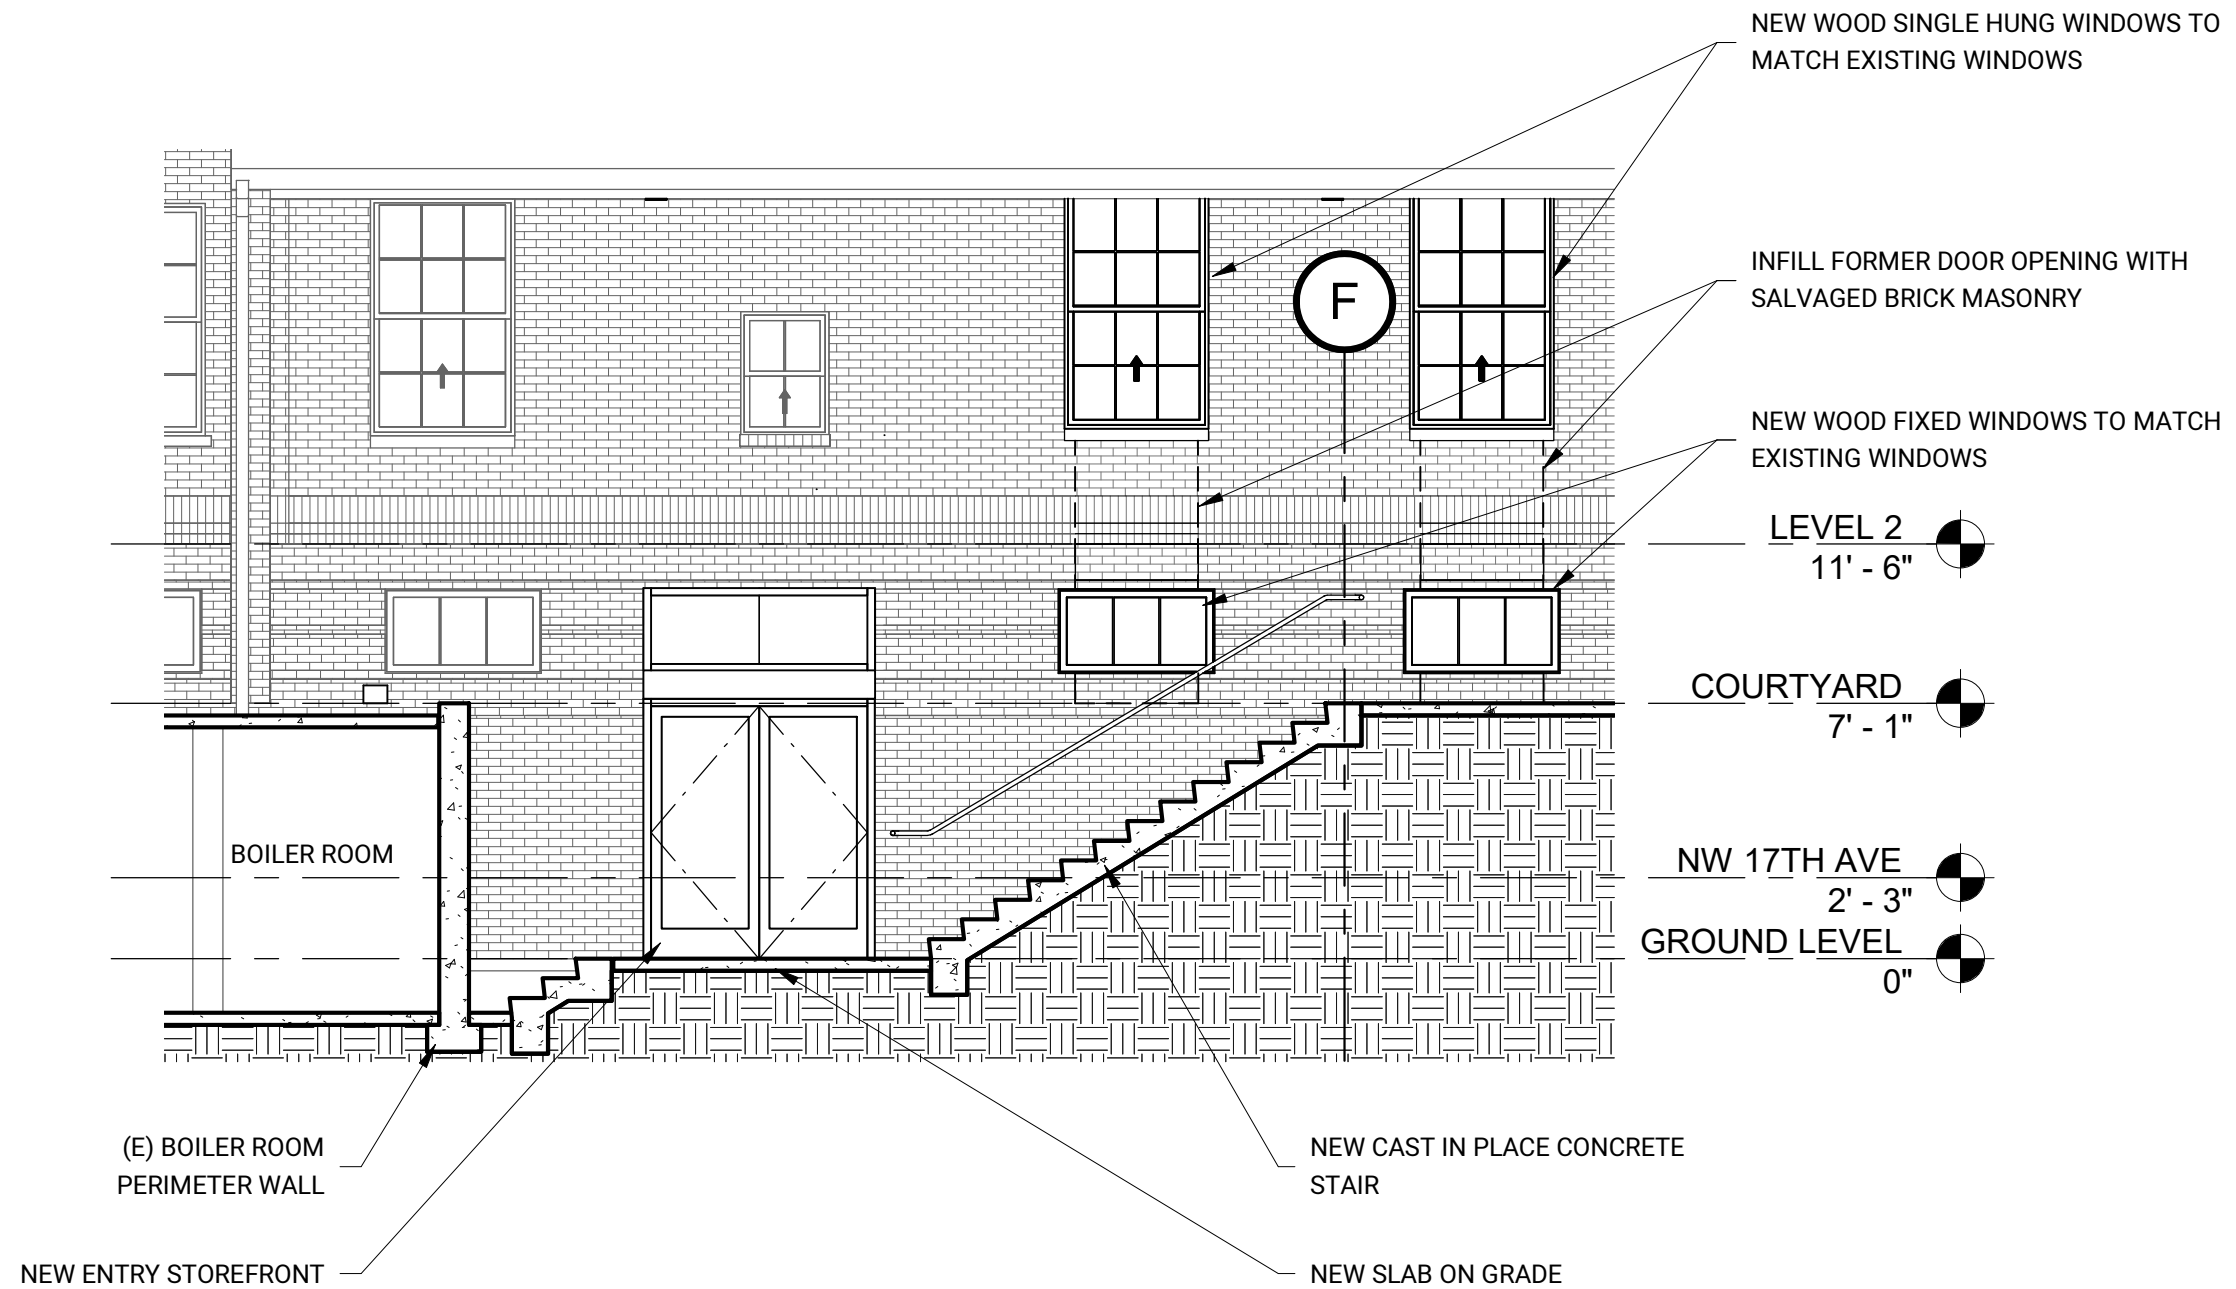 NEW WOOD SINGLE HUNG WINDOWS TO
MATCH EXISTING WINDOWS
INFILL FORMER DOOR OPENING WITH
SALVAGED BRICK MASONRY
F
NEW WOOD FIXED WINDOWS TO MATCH
EXISTING WINDOWS
LEVEL 2
11' - 6"
COURTYARD
7' - 1"
BOILER ROOM
NW 17TH AVE
2' - 3"
GROUND LEVEL
0"
(E) BOILER ROOM
PERIMETER WALL
NEW CAST IN PLACE CONCRETE
STAIR
NEW ENTRY STOREFRONT
NEW SLAB ON GRADE